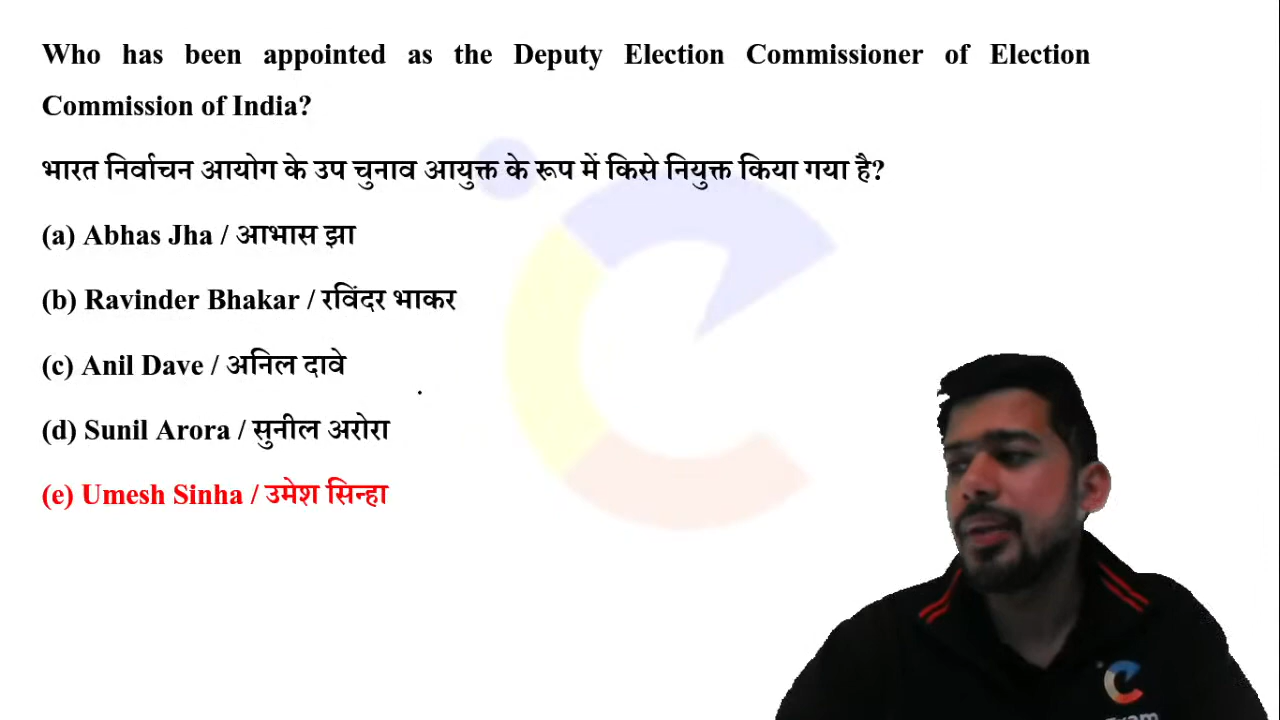 Who has been appointed as the Deputy Election Commissioner of Election
Commission of India?
भारत निर्वाचन आयोग के उप चुनाव आयुक्त के रूप में किसे नियुक्त किया गया है?
(a) Abhas Jha / आभास झा
(b) Ravinder Bhakar / रविंदर भाकर
(c) Anil Dave / अनिल दावे
(d) Sunil Arora / सुनील अरोरा
(e) Umesh Sinha / उमेश सिन्हा